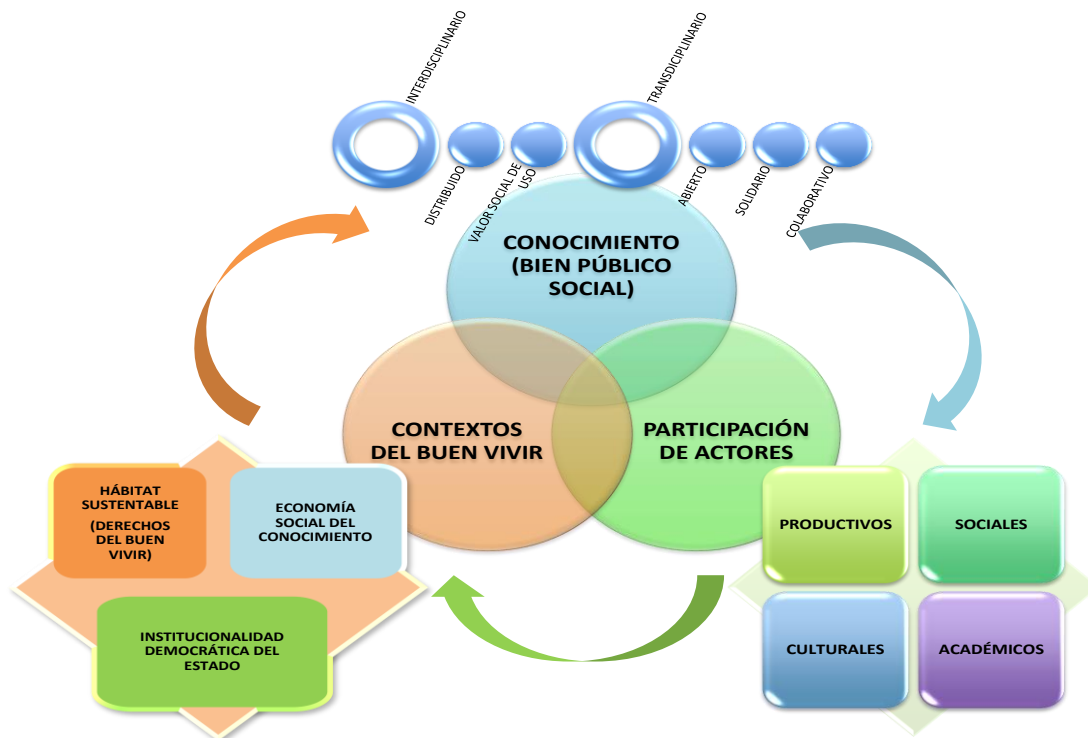 INTERDISCIPLINARIO
DISTRIBUIDO
VALOR SOCIAL DE
USO
TRANSDICIPLINARIO
ABIERTO
SOLIDARIO
COLABORATIVO
CONOCIMIENTO
(BIEN PÚBLICO
SOCIAL)
CONTEXTOS
DEL BUEN VIVIR
PARTICIPACIÓN
DE ACTORES
HÁBITAT
SUSTENTABLE
(DERECHOS
DEL BUEN
VIVIR)
ECONOMÍA
SOCIAL DEL
CONOCIMIENTO
INSTITUCIONALIDAD
DEMOCRÁTICA DEL
ESTADO
PRODUCTIVOS
SOCIALES
CULTURALES
ACADÉMICOS